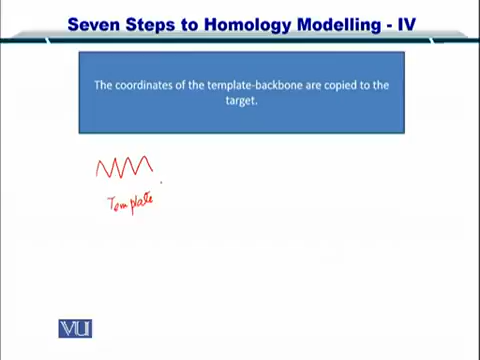 Seven Steps to Homology Modelling - IV
The coordinates of the template-backbone are copied to the
target.
Template
VU